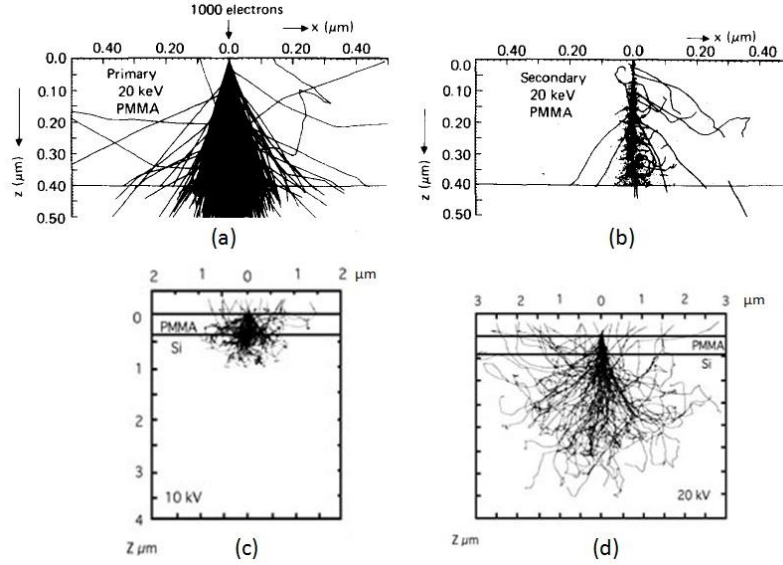 1000 electrons
x (μm)
0.40 0.20 0.0 0.20 0.40
0.0
0.10
0.20
0.30
0.40
0.50
z (μm)
Primary
20 keV
PMMA
(a)
x (μm)
0.40 0.20 0.0 0.20 0.40
0.0
0.10
0.20
0.30
0.40
0.50
z (μm)
Secondary
20 keV
PMMA
(b)
2 1 0 1 2 μm
0
1
2
3
4
PMMA
Si
10 kV
Z μm
(c)
3 2 1 0 1 2 3 μm
PMMA
Si
20 kV
Z μm
(d)